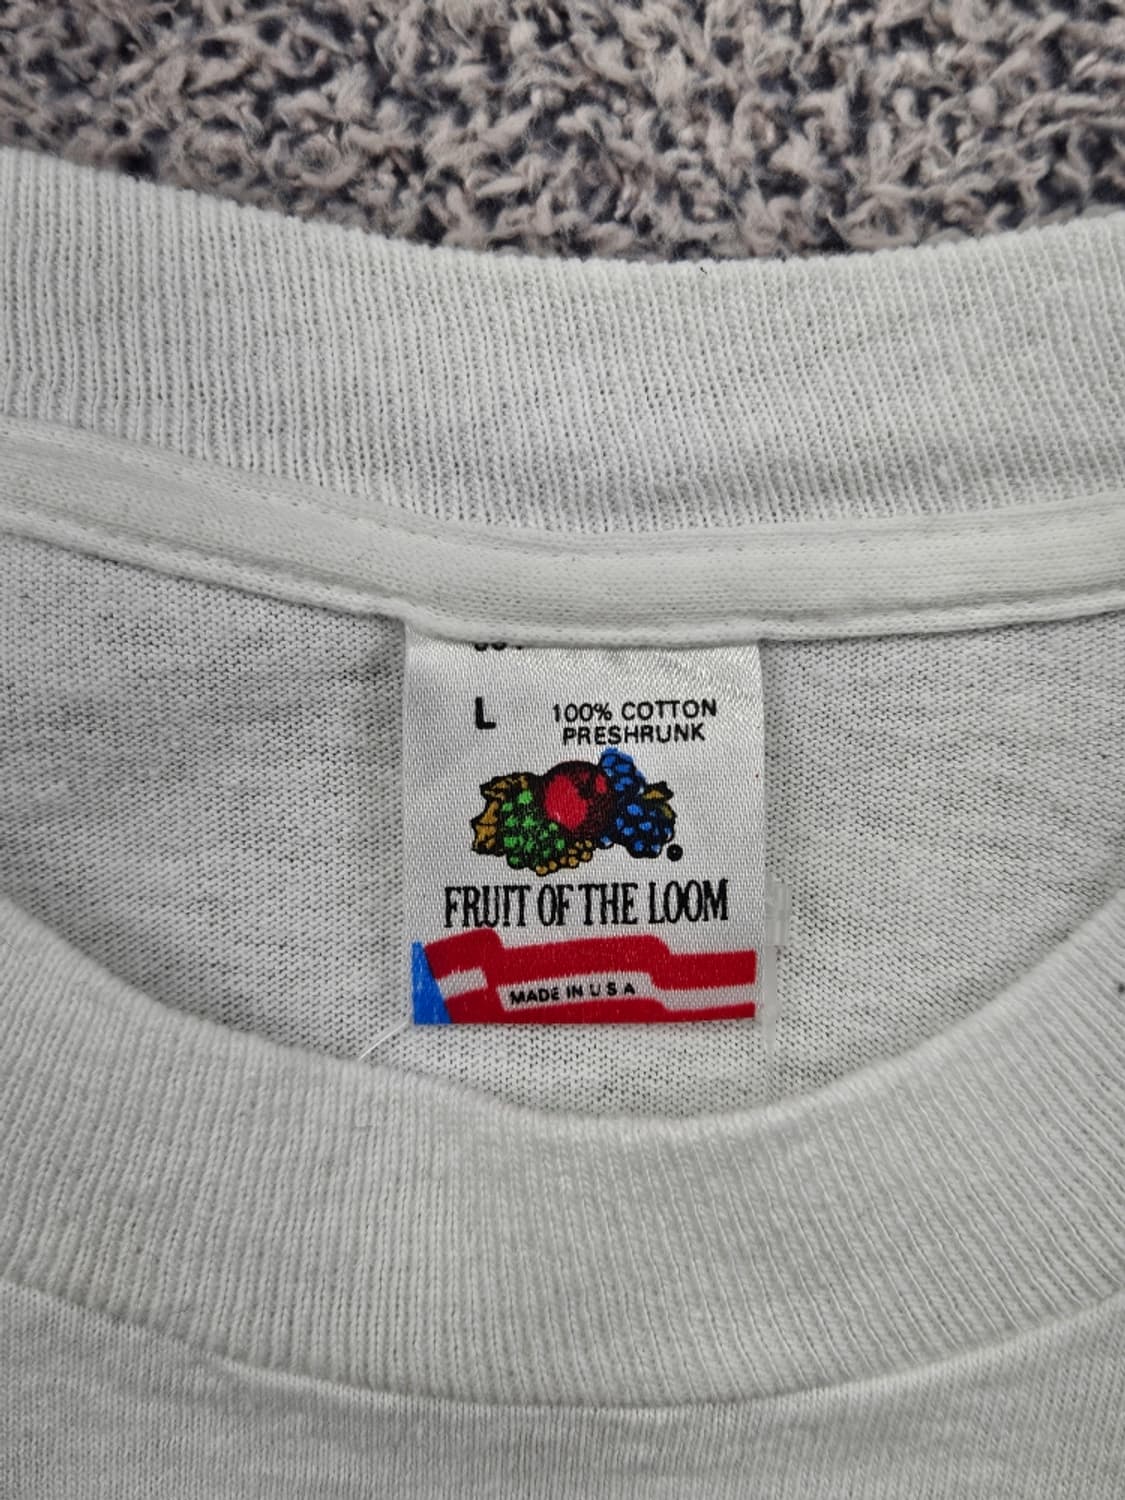 L
100% COTTON
PRESHRUNK
FRUIT OF THE LOOM
MADE IN U S A